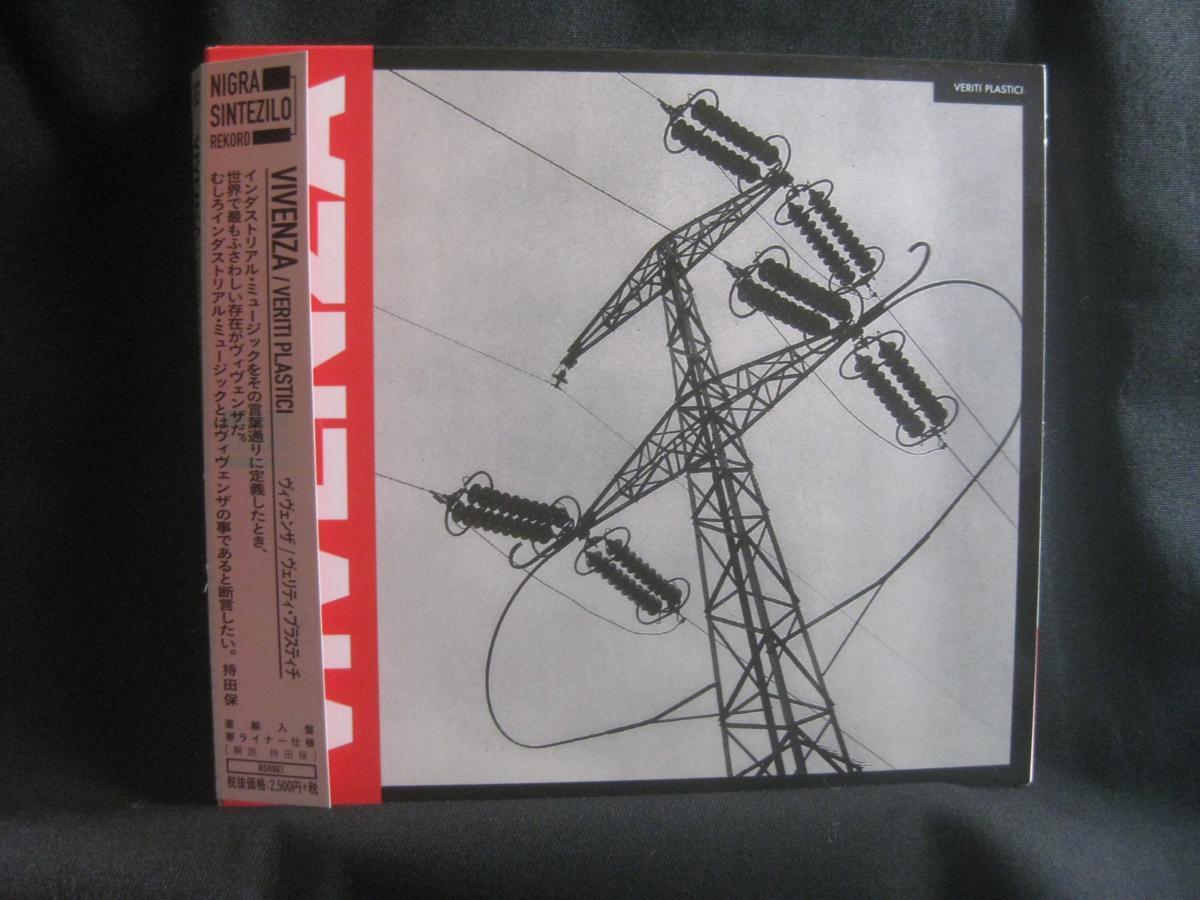 NIGRA
SINTEZILO
REKORD
VIVENZA / VERITI PLASTICI
ヴィヴェンザ / ヴェリティ・プラスティチ
インダストリアル・ミュージックをその言葉通りに定義したとき、
世界で最もふさわしい存在がヴィヴェンザだ。
むしろインダストリアル・ミュージックとはヴィヴェンザの事であると断言したい。 持田保
直輸入盤
帯ライナー仕様
[解説 持田保]
税抜価格:2,500円+税
VIVENZA
VERITI PLASTICI